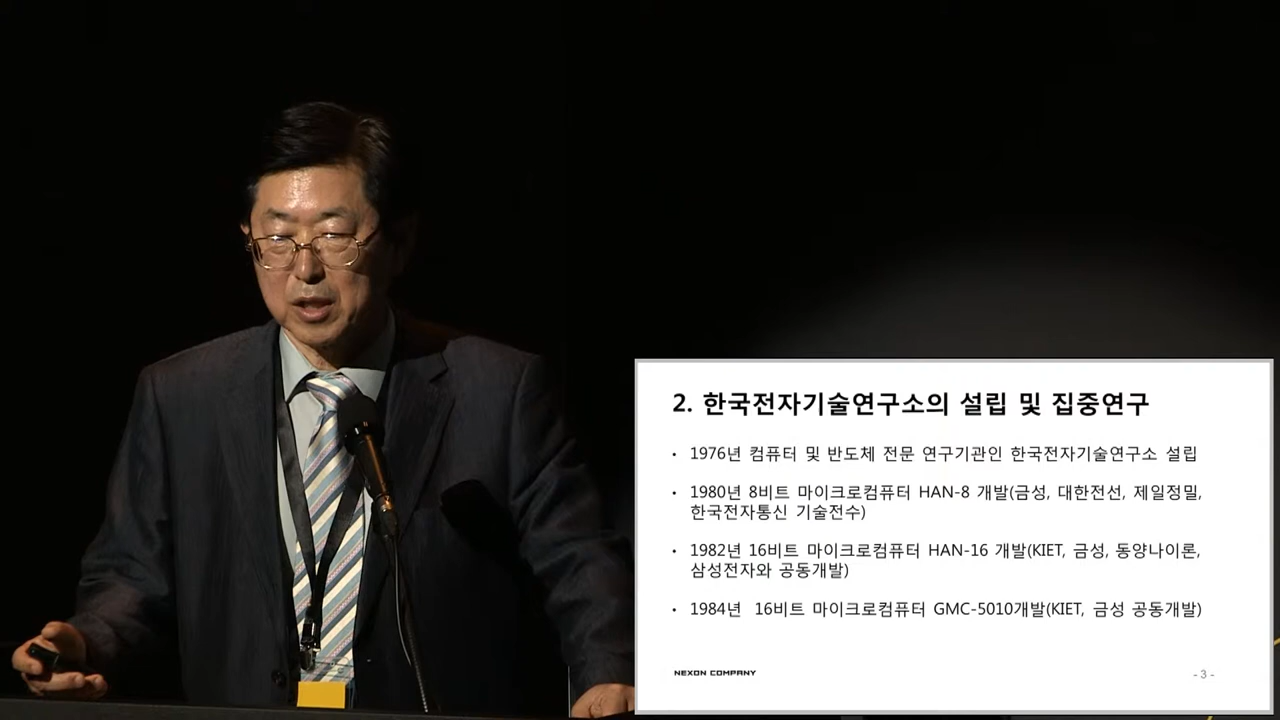 2. 한국전자기술연구소의 설립 및 집중연구
• 1976년 컴퓨터 및 반도체 전문 연구기관인 한국전자기술연구소 설립
• 1980년 8비트 마이크로컴퓨터 HAN-8 개발(금성, 대한전선, 제일정밀,
한국전자통신 기술전수)
• 1982년 16비트 마이크로컴퓨터 HAN-16 개발(KIET, 금성, 동양나이론,
삼성전자와 공동개발)
• 1984년 16비트 마이크로컴퓨터 GMC-5010개발(KIET, 금성 공동개발)
NEXON COMPANY
- 3 -